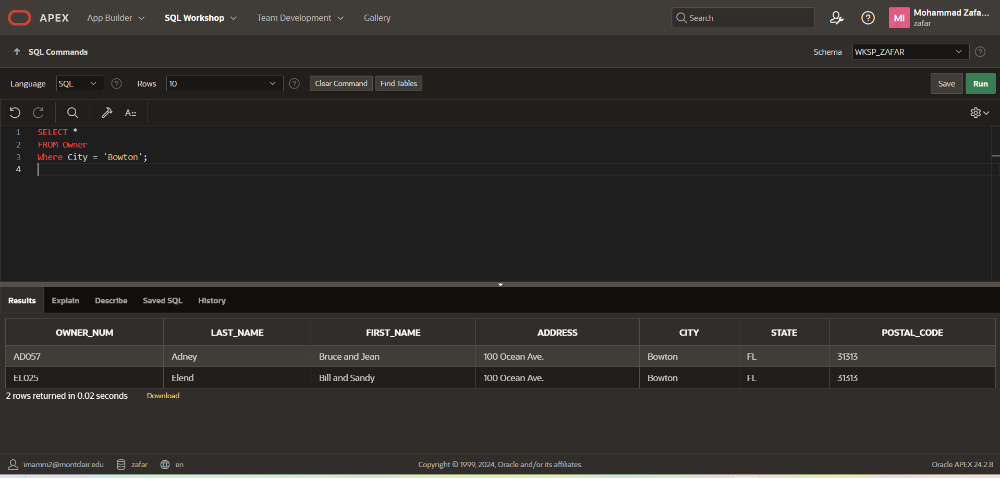 APEX App Builder SQL Workshop Team Development Gallery Search ? MI Mohammad Zafa...
zafar
SQL Commands Schema WKSP_ZAFAR ?
Language SQL ? Rows 10 ? Clear Command Find Tables Save Run
A::
1 SELECT *
2 FROM Owner
3 Where City = 'Bowton';
4
Results Explain Describe Saved SQL History
OWNER_NUM LAST_NAME FIRST_NAME ADDRESS CITY STATE POSTAL_CODE
AD057 Adney Bruce and Jean 100 Ocean Ave. Bowton FL 31313
EL025 Elend Bill and Sandy 100 Ocean Ave. Bowton FL 31313
2 rows returned in 0.02 seconds Download
imamm2@montclair.edu zafar en Copyright © 1999, 2024, Oracle and/or its affiliates. Oracle APEX 24.2.8